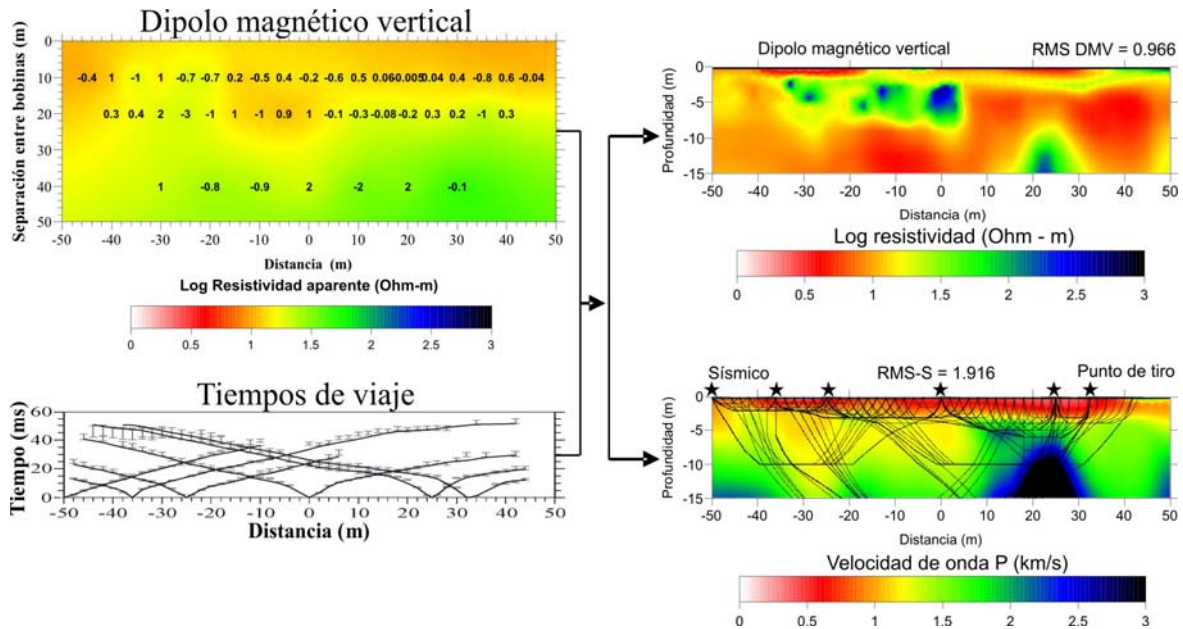 Dipolo magnético vertical
Separación entre bobinas (m)
0
10
20
30
40
50
-0.4 1 -1 1 -0.7 -0.7 0.2 -0.5 0.4 -0.2 -0.6 0.5 0.06 -0.005 0.04 0.4 -0.8 0.6 -0.04
0.3 0.4 2 -3 -1 1 -1 0.9 1 -0.1 -0.3 -0.08 -0.2 0.2 -1 0.3
1 -0.8 -0.9 2 -2 2 -0.1
-50 -40 -30 -20 -10 0 10 20 30 40 50
Distancia (m)
Log Resistividad aparente (Ohm-m)
0 0.5 1 1.5 2 2.5 3
Tiempos de viaje
Tiempo (ms)
60
40
20
0
-50 -40 -30 -20 -10 0 10 20 30 40 50
Distancia (m)
Dipolo magnético vertical RMS DMV = 0.966
Profundidad (m)
0
-5
-10
-15
-50 -40 -30 -20 -10 0 10 20 30 40 50
Distancia (m)
Log resistividad (Ohm - m)
0 0.5 1 1.5 2 2.5 3
Sísmico RMS-S = 1.916 Punto de tiro
Profundidad (m)
0
-5
-10
-15
-50 -40 -30 -20 -10 0 10 20 30 40 50
Distancia (m)
Velocidad de onda P (km/s)
0 0.5 1 1.5 2 2.5 3